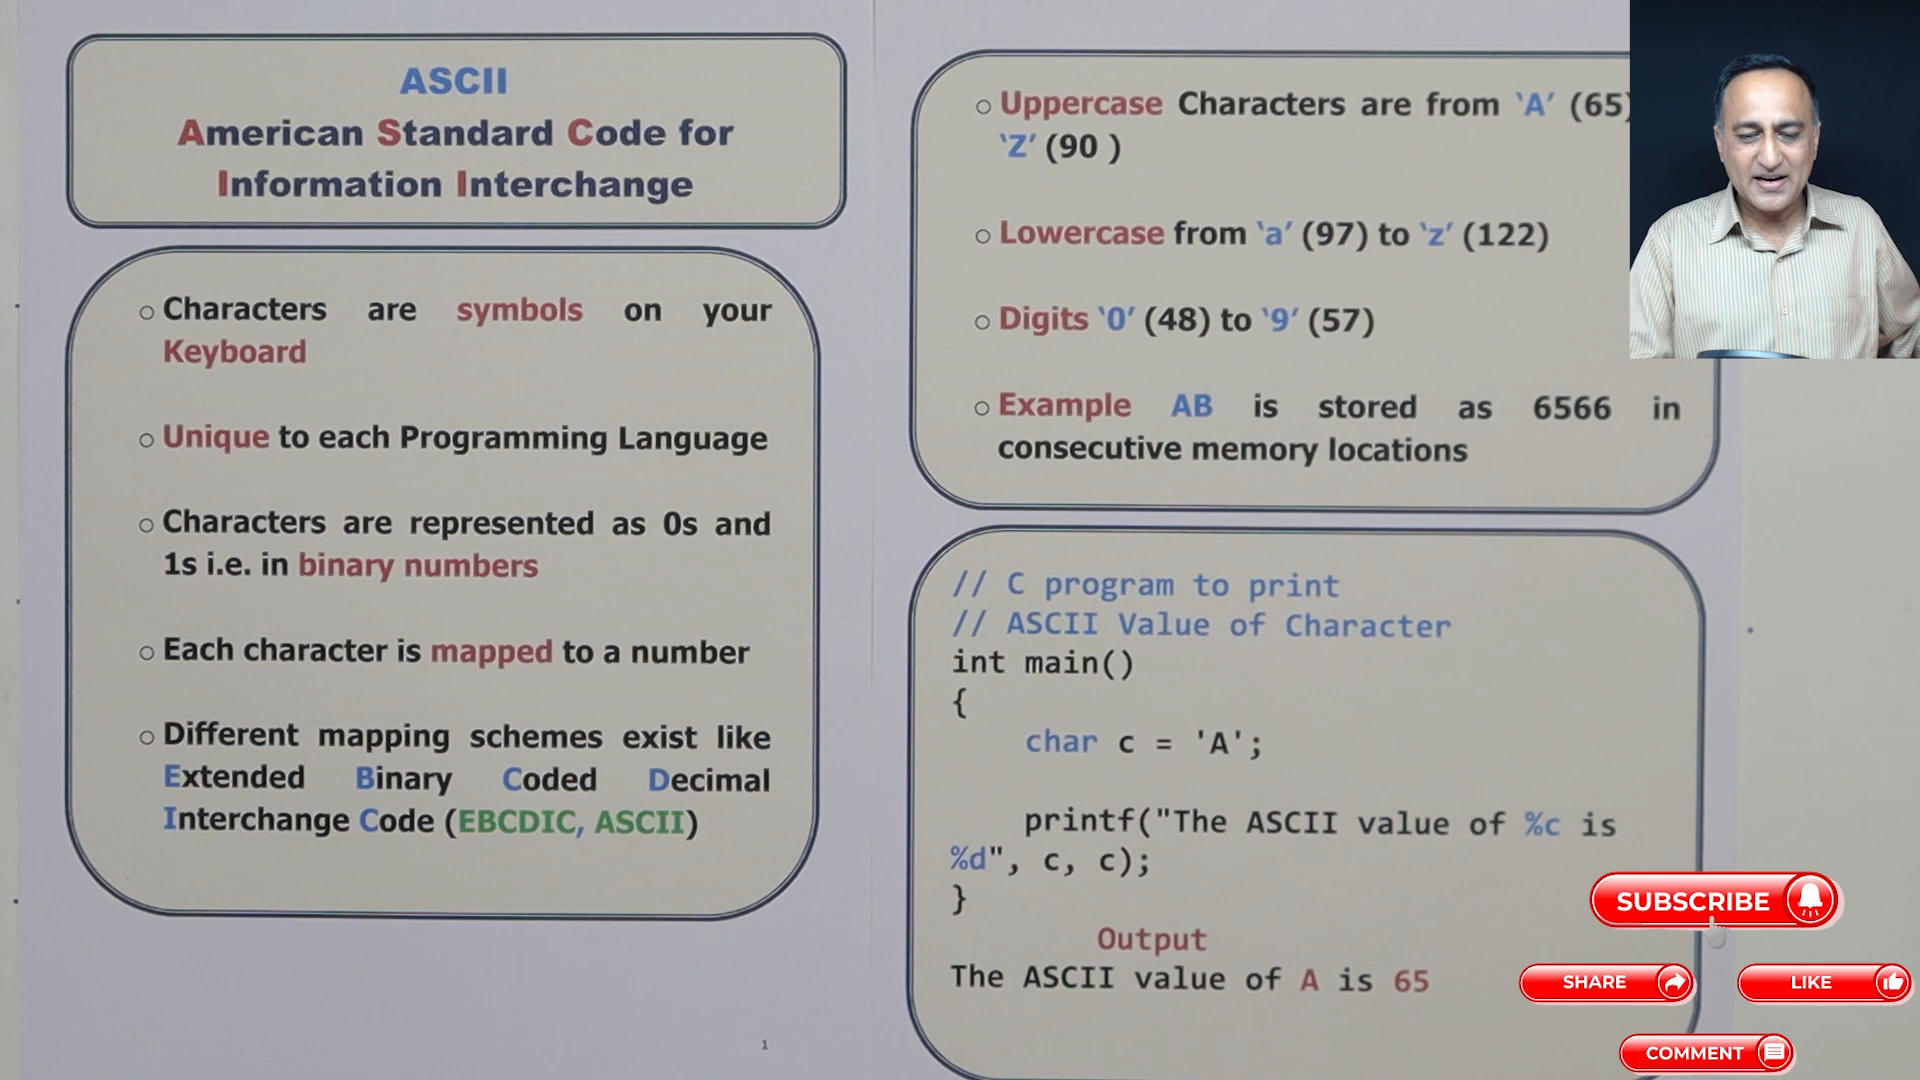 ASCII
American Standard Code for
Information Interchange
Characters are symbols on your
Keyboard
Unique to each Programming Language
Characters are represented as 0s and
1s i.e. in binary numbers
Each character is mapped to a number
Different mapping schemes exist like
Extended Binary Coded Decimal
Interchange Code (EBCDIC, ASCII)
1
Uppercase Characters are from ‘A’ (65)
‘Z’ (90 )
Lowercase from ‘a’ (97) to ‘z’ (122)
Digits ‘0’ (48) to ‘9’ (57)
Example AB is stored as 6566 in
consecutive memory locations
// C program to print
// ASCII Value of Character
int main()
{
char c = 'A';
printf("The ASCII value of %c is
%d", c, c);
}
Output
The ASCII value of A is 65
SUBSCRIBE
SHARE
LIKE
COMMENT